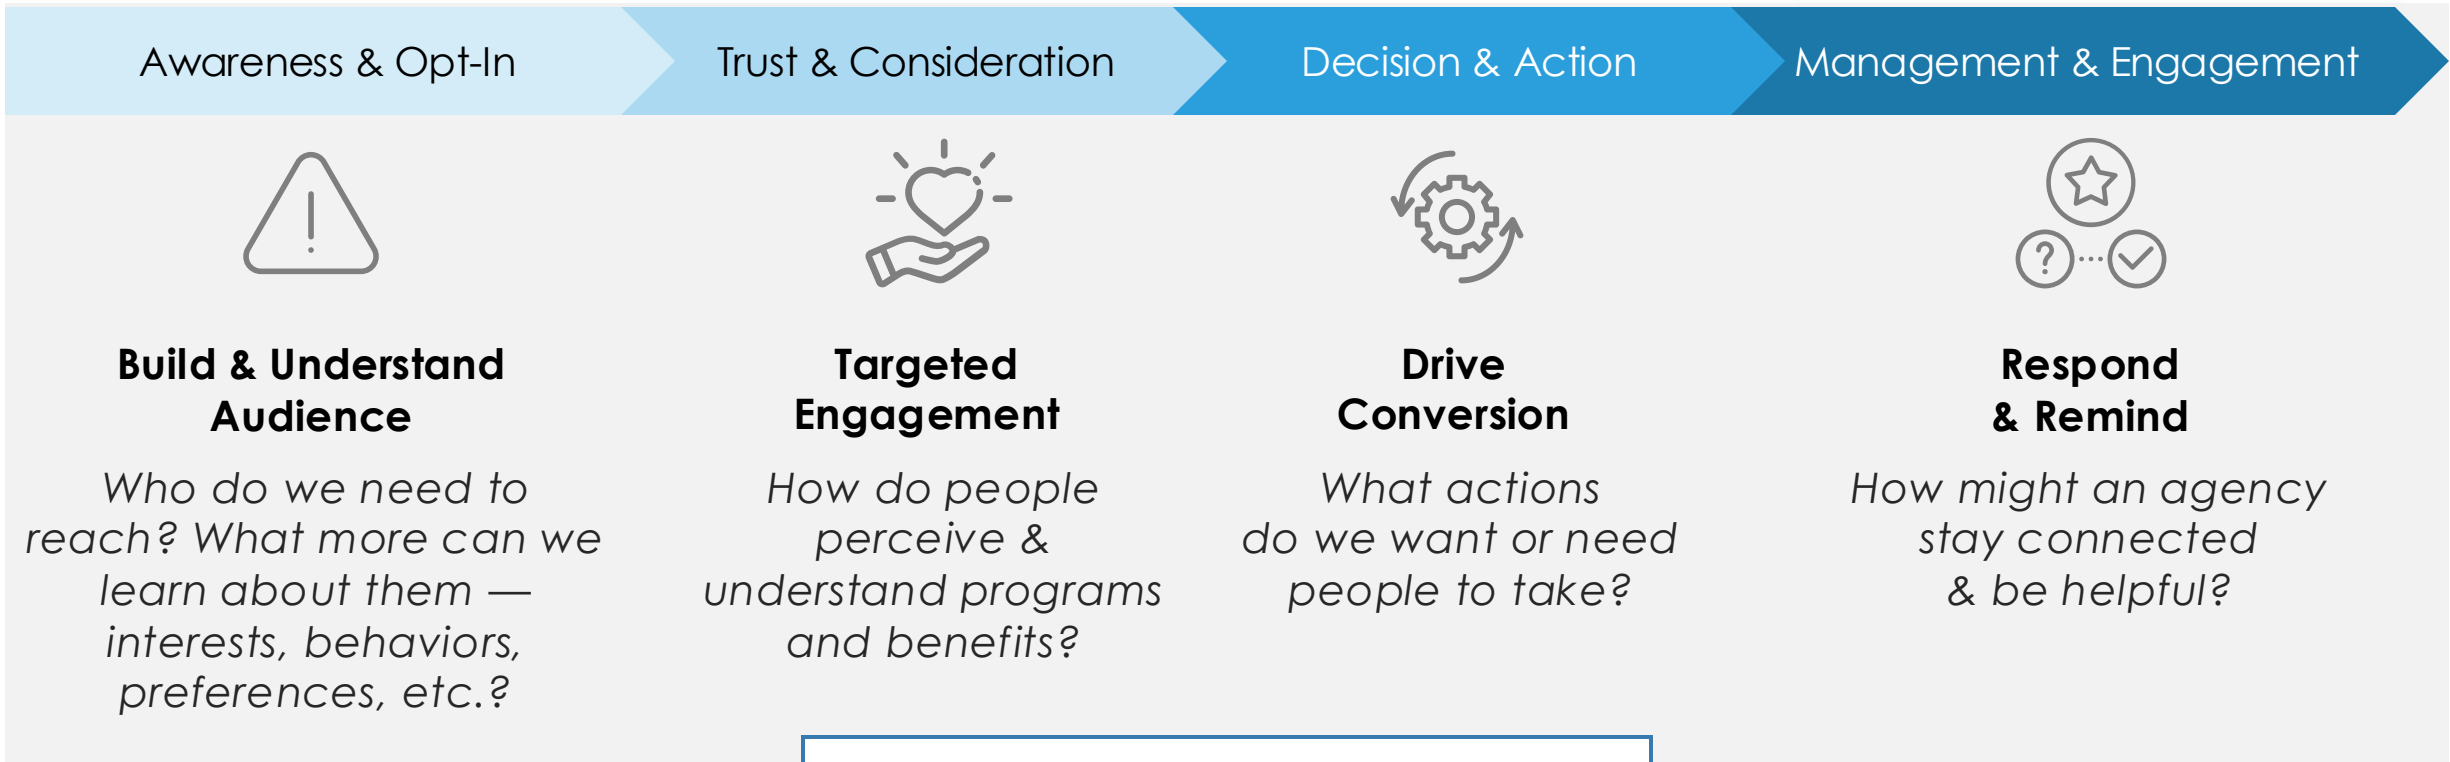 Awareness & Opt-In
Trust & Consideration
Decision & Action
Management & Engagement
Build & Understand
Audience
Who do we need to
reach? What more can we
learn about them —
interests, behaviors,
preferences, etc.?
Targeted
Engagement
How do people
perceive &
understand programs
and benefits?
Drive
Conversion
What actions
do we want or need
people to take?
Respond
& Remind
How might an agency
stay connected
& be helpful?